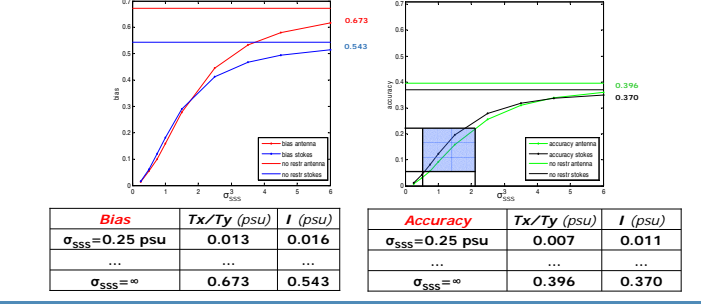 0.7
0.6
0.5
0.4
0.3
0.2
0.1
0
bias
0 1 2 3 4 5 6
σSSS
0.673
0.543
bias antenna
bias stokes
no restr antenna
no restr stokes
0.7
0.6
0.5
0.4
0.3
0.2
0.1
0
accuracy
0 1 2 3 4 5 6
σSSS
0.396
0.370
accuracy antenna
accuracy stokes
no restr antenna
no restr stokes
Bias Tx/Ty (psu) I (psu)
σSSS=0.25 psu 0.013 0.016
... ... ...
σSSS=∞ 0.673 0.543
Accuracy Tx/Ty (psu) I (psu)
σSSS=0.25 psu 0.007 0.011
... ... ...
σSSS=∞ 0.396 0.370